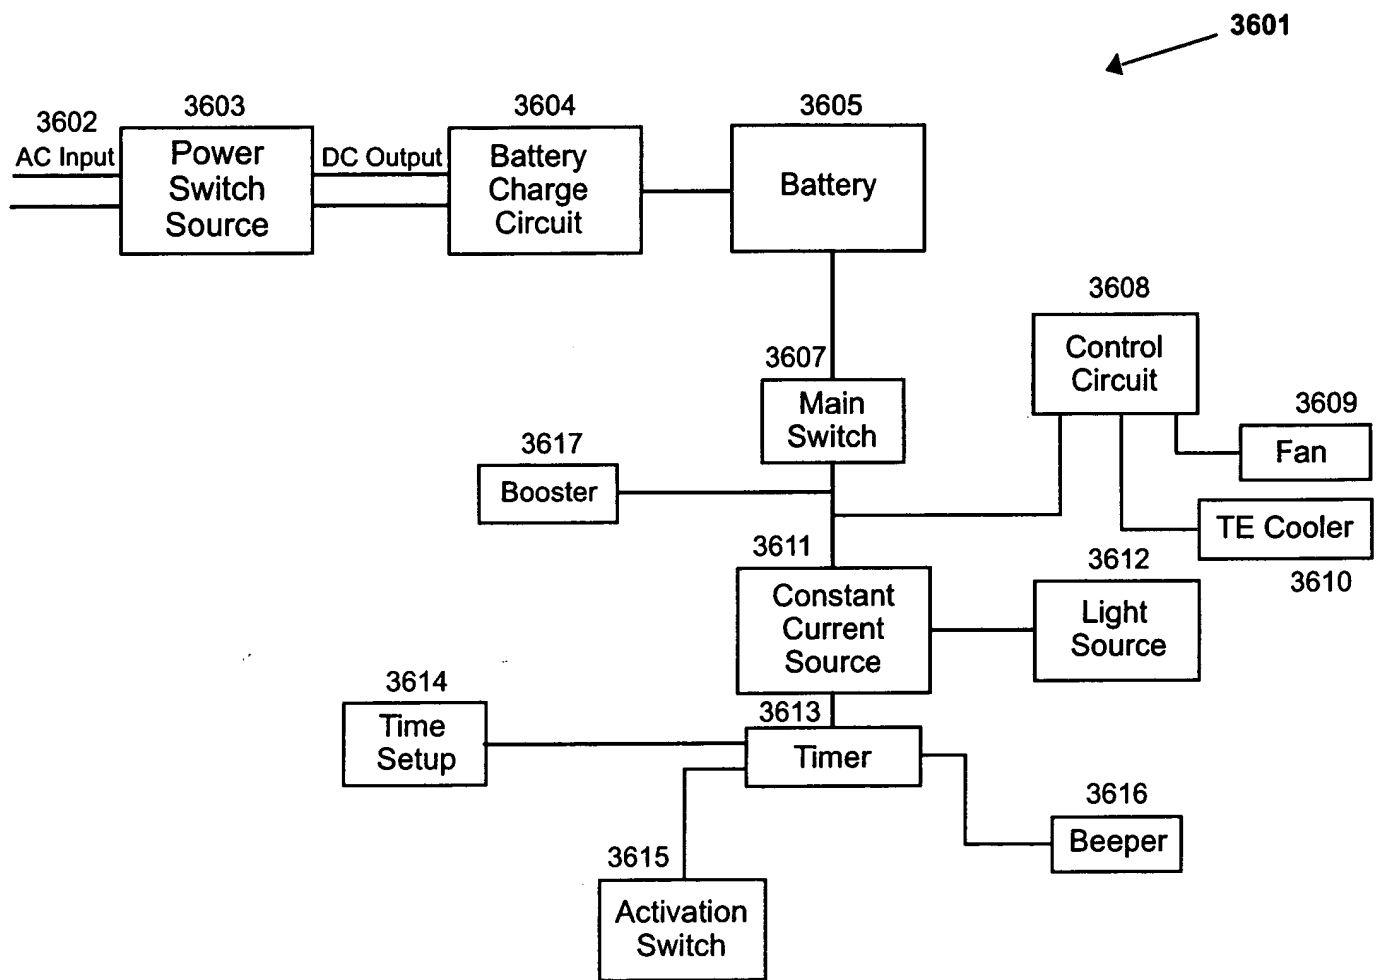 3601
3602
AC Input
3603
Power
Switch
Source
DC Output
3604
Battery
Charge
Circuit
3605
Battery
3607
Main
Switch
3608
Control
Circuit
3609
Fan
TE Cooler
3610
3617
Booster
3611
Constant
Current
Source
3612
Light
Source
3613
Timer
3614
Time
Setup
3615
Activation
Switch
3616
Beeper